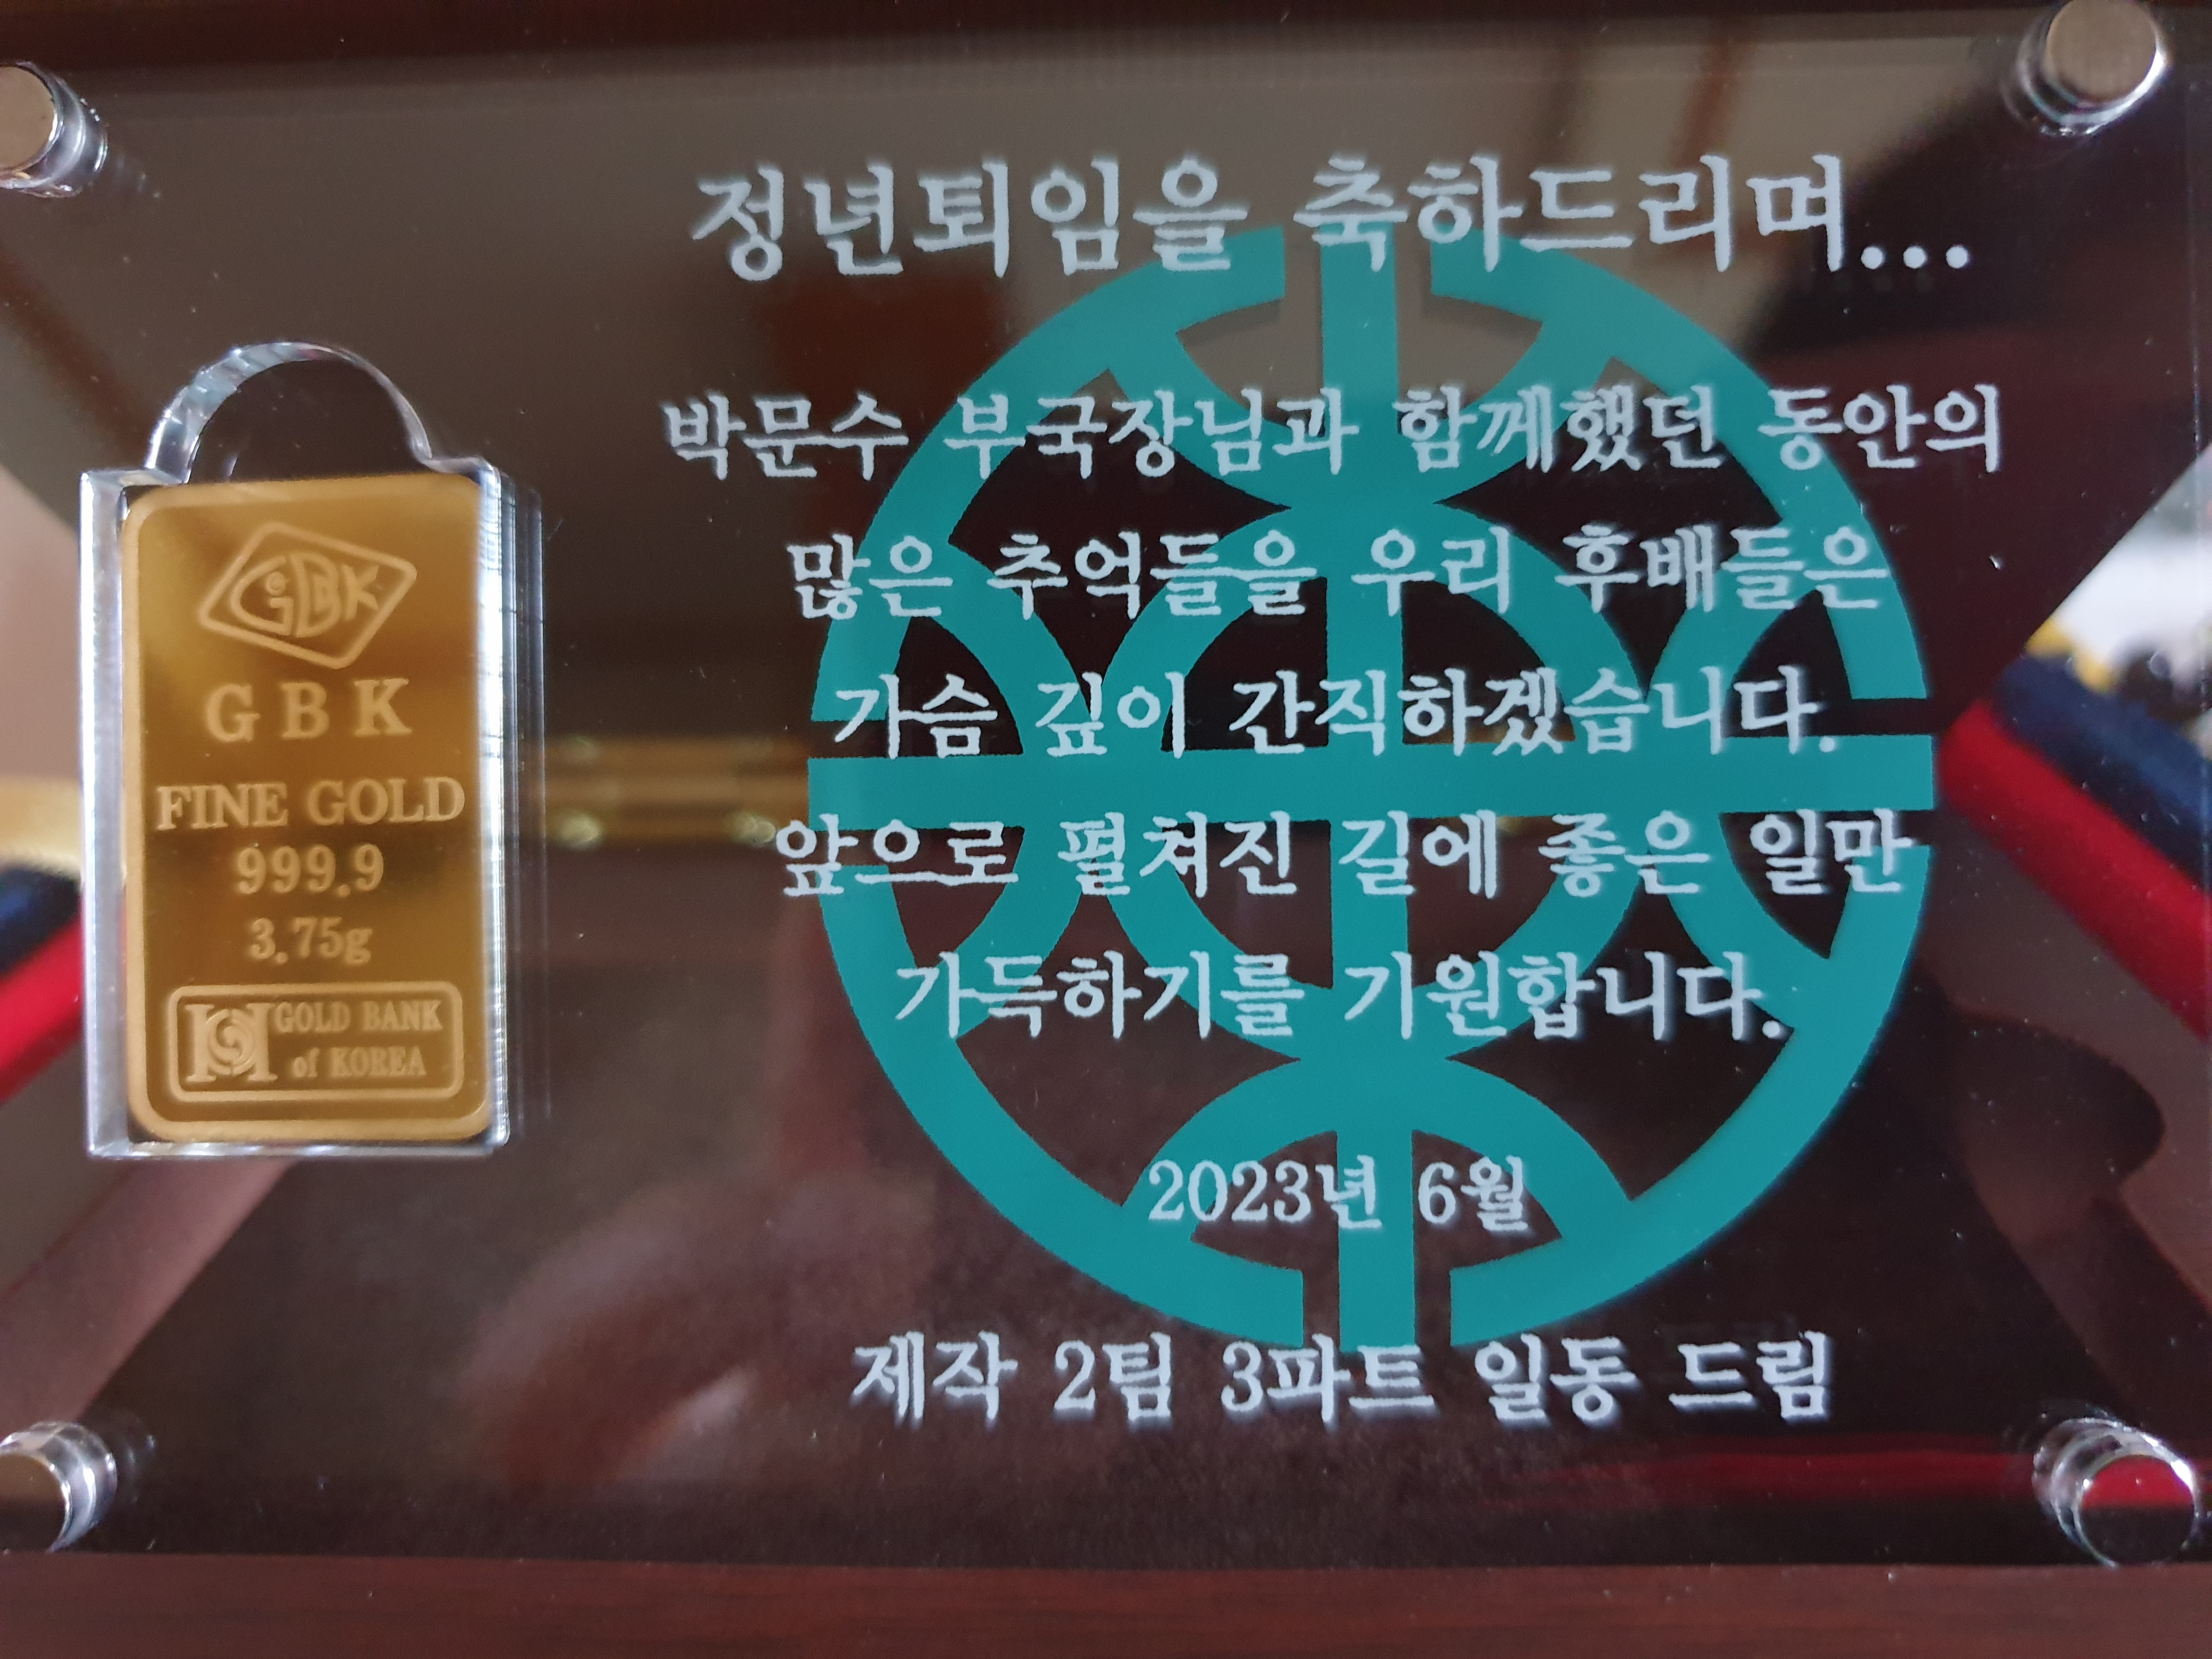 정년퇴임을 축하드리며...
박문수 부국장님과 함께했던 동안의
많은 추억들을 우리 후배들은
가슴 깊이 간직하겠습니다.
앞으로 펼쳐진 길에 좋은 일만
가득하기를 기원합니다.
2023년 6월
제작 2팀 3파트 일동 드림
GBK
GBK
FINE GOLD
999.9
3.75g
GOLD BANK
of KOREA